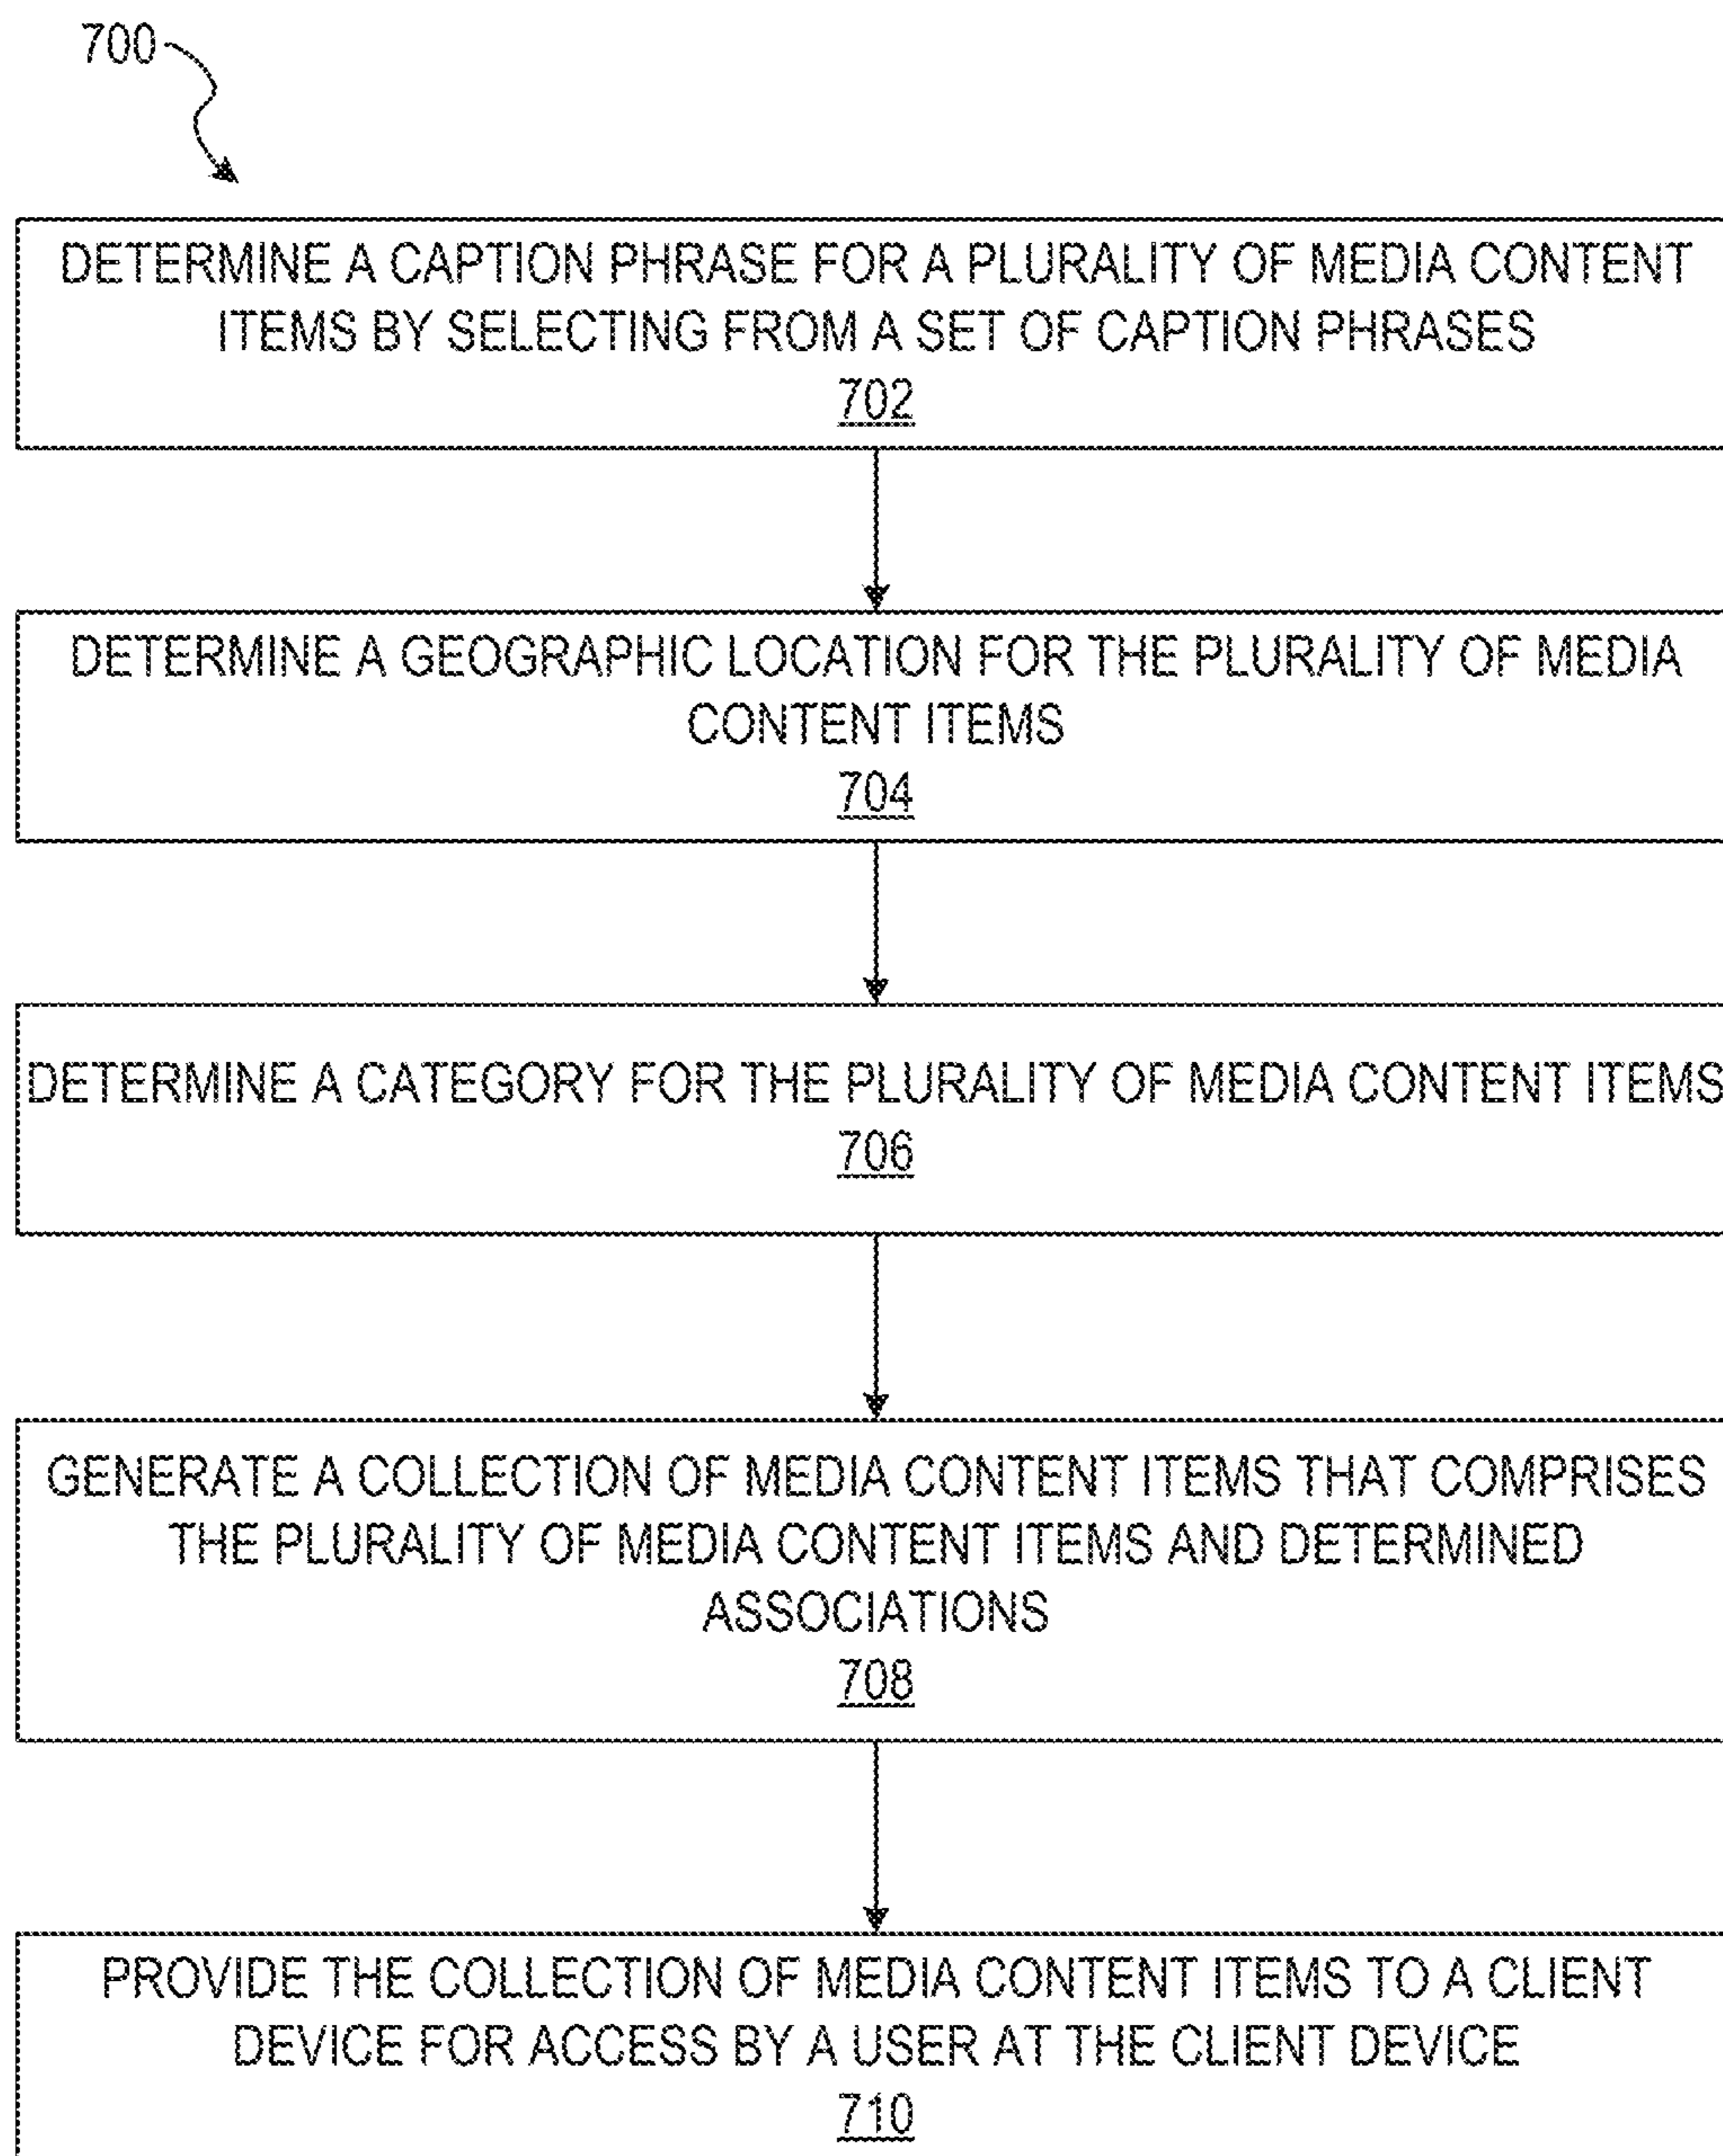 700
DETERMINE A CAPTION PHRASE FOR A PLURALITY OF MEDIA CONTENT
ITEMS BY SELECTING FROM A SET OF CAPTION PHRASES
702
DETERMINE A GEOGRAPHIC LOCATION FOR THE PLURALITY OF MEDIA
CONTENT ITEMS
704
DETERMINE A CATEGORY FOR THE PLURALITY OF MEDIA CONTENT ITEMS
706
GENERATE A COLLECTION OF MEDIA CONTENT ITEMS THAT COMPRISES
THE PLURALITY OF MEDIA CONTENT ITEMS AND DETERMINED
ASSOCIATIONS
708
PROVIDE THE COLLECTION OF MEDIA CONTENT ITEMS TO A CLIENT
DEVICE FOR ACCESS BY A USER AT THE CLIENT DEVICE
710